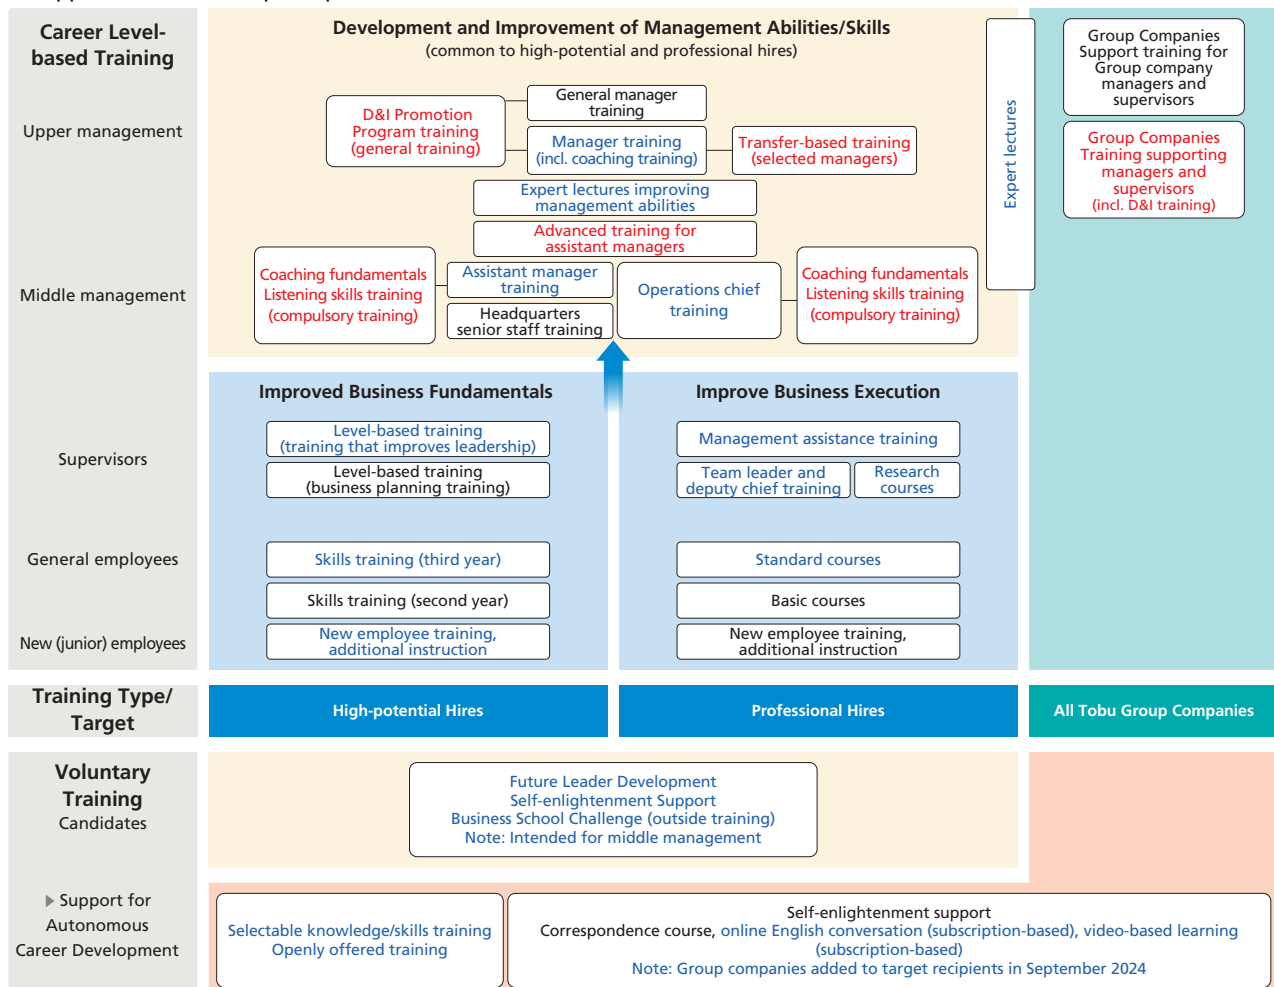 Career Level-
based Training
Upper management
Middle management
Supervisors
General employees
New (junior) employees
Development and Improvement of Management Abilities/Skills
(common to high-potential and professional hires)
D&I Promotion
Program training
(general training)
General manager
training
Manager training
(incl. coaching training)
Transfer-based training
(selected managers)
Expert lectures improving
management abilities
Advanced training for
assistant managers
Coaching fundamentals
Listening skills training
(compulsory training)
Assistant manager
training
Headquarters
senior staff training
Operations chief
training
Coaching fundamentals
Listening skills training
(compulsory training)
Expert lectures
Group Companies
Support training for
Group company
managers and
supervisors
Group Companies
Training supporting
managers and
supervisors
(incl. D&I training)
Improved Business Fundamentals
Level-based training
(training that improves leadership)
Level-based training
(business planning training)
Skills training (third year)
Skills training (second year)
New employee training,
additional instruction
Improve Business Execution
Management assistance training
Team leader and
deputy chief training
Research
courses
Standard courses
Basic courses
New employee training,
additional instruction
Training Type/
Target
High-potential Hires
Professional Hires
All Tobu Group Companies
Voluntary
Training
Candidates
Future Leader Development
Self-enlightenment Support
Business School Challenge (outside training)
Note: Intended for middle management
▶ Support for
Autonomous
Career Development
Selectable knowledge/skills training
Openly offered training
Self-enlightenment support
Correspondence course, online English conversation (subscription-based), video-based learning
(subscription-based)
Note: Group companies added to target recipients in September 2024